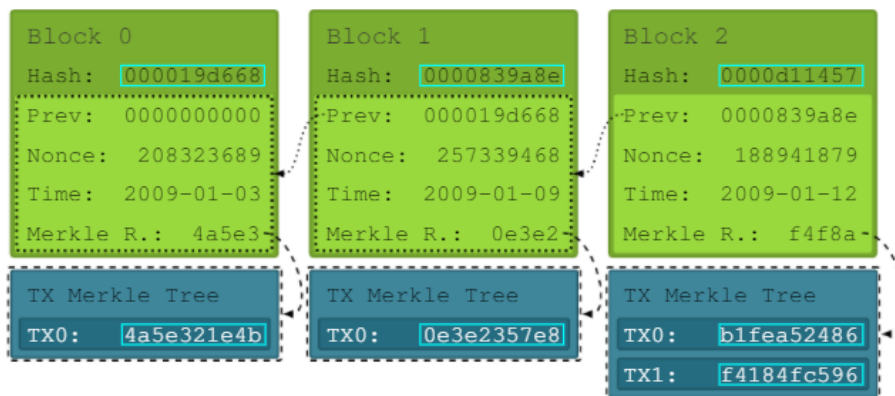 Block 0
Hash: 000019d668
Prev: 0000000000
Nonce: 208323689
Time: 2009-01-03
Merkle R.: 4a5e3
TX Merkle Tree
TX0: 4a5e321e4b
Block 1
Hash: 0000839a8e
Prev: 000019d668
Nonce: 257339468
Time: 2009-01-09
Merkle R.: 0e3e2
TX Merkle Tree
TX0: 0e3e2357e8
Block 2
Hash: 0000d11457
Prev: 0000839a8e
Nonce: 188941879
Time: 2009-01-12
Merkle R.: f4f8a
TX Merkle Tree
TX0: b1fea52486
TX1: f4184fc596